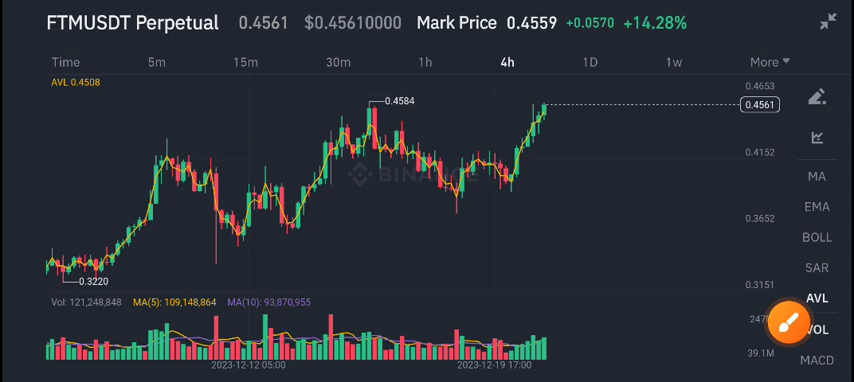 FTMUSDT Perpetual 0.4561 $0.45610000 Mark Price 0.4559 +0.0570 +14.28%
Time 5m 15m 30m 1h 4h 1D 1w More
AVL 0.4508
0.4653
0.4584
0.4561
0.4152
BINANCE
MA
EMA
0.3652
BOLL
SAR
0.3220
0.3151
AVL
Vol: 121,248,848 MA(5): 109,148,864 MA(10): 93,870,955
VOL
39.1M
MACD
2023-12-12 05:00 2023-12-19 17:00